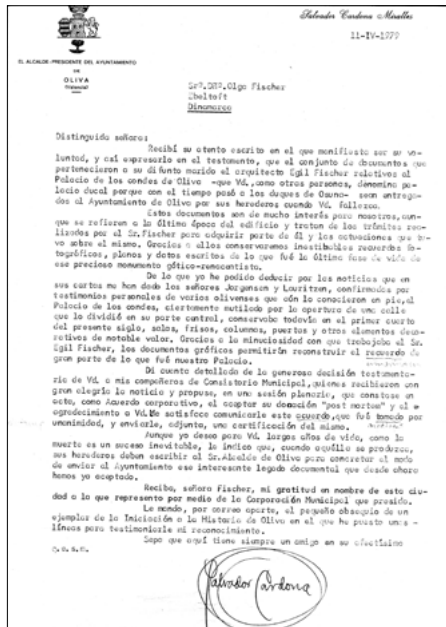 Salvador Cardona Miralles
11-IV-1979
EL ALCALDE-PRESIDENTE DEL AYUNTAMIENTO
DE
OLIVA
(Valencia)
Srª.Dªª.Olga Fischer
Ebeltoft
Dinamarca
Distinguida señora:
Recibí su atento escrito en el que manifiesta ser su vo-
luntad, y así expresarlo en el testamento, que el conjunto de documentos que
pertenecieron a su difunto marido el arquitecto Egil Fischer relativos al
Palacio de los condes de Oliva -que Vd., como otras personas, denomina pa-
lacio ducal porque con el tiempo pasó a los duques de Osuna- sean entrega-
dos al Ayuntamiento de Oliva por sus herederos cuando Vd. fallezca.
Estos documentos son de mucho interés para nosotros, aun-
que se refieren a la última época del edificio y tratan de los trámites rea-
lizados por el Sr.Fischer para adquirir parte de él y las actuaciones que tu-
vo sobre el mismo. Gracias a ellos conservaremos inestibables recuerdos fo-
tográficos, planos y datos escritos de lo que fué la última fase de vida de
ese precioso monumento gótico-renacentista.
De lo que yo he podido deducir por las noticias que en
sus cartas me han dado los señores Jørgensen y Lauritzen, confirmadas por
testimonios personales de varios olivenses que aún lo conocieron en pie, el
Palacio de los condes, ciertamente mutilado por la apertura de una calle
que lo dividió en su parte central, conservaba todavía en el primer cuarto
del presente siglo, salas, frisos, columnas, puertas y otros elementos deco-
rativos de notable valor. Gracias a la minuciosidad con que trabajaba el Sr.
Egil Fischer, los documentos gráficos permitirán reconstruir el recuerdo de
gran parte de lo que fué nuestro Palacio.
Di cuenta detallada de la generosa decisión testamenta-
ria de Vd. a mis compañeros de Consistorio Municipal, quienes recibieron con
gran alegría la noticia y propuse, en una sesión plenaria, que constase en
acta, como Acuerdo corporativo, el aceptar su donación "post mortem" y el
agradecimiento a Vd. Me satisface comunicarle este acuerdo, que fué tomado por
unanimidad, y enviarle, adjunta, una certificación del mismo.
Aunque yo deseo para Vd. largos años de vida, como la
muerte es un suceso inevitable, le indico que, cuando aquélla se produzca,
sus herederos deban escribir al Sr.Alcalde de Oliva para concretar el modo
de enviar al Ayuntamiento ese interesante legado documental que desde ahora
hemos ya aceptado.
Reciba, señora Fischer, mi gratitud en nombre de esta ciu-
dad a la que represento por medio de la Corporación Municipal que presido.
Le mando, por correo aparte, el pequeño obsequio de un
ejemplar de la Iniciación a la Historia de Oliva en el que he puesto unas
líneas para testimoniarle mi reconocimiento.
Sepa que aquí tiene siempre un amigo en su afectísimo
q.e.s.m.
Salvador Cardona